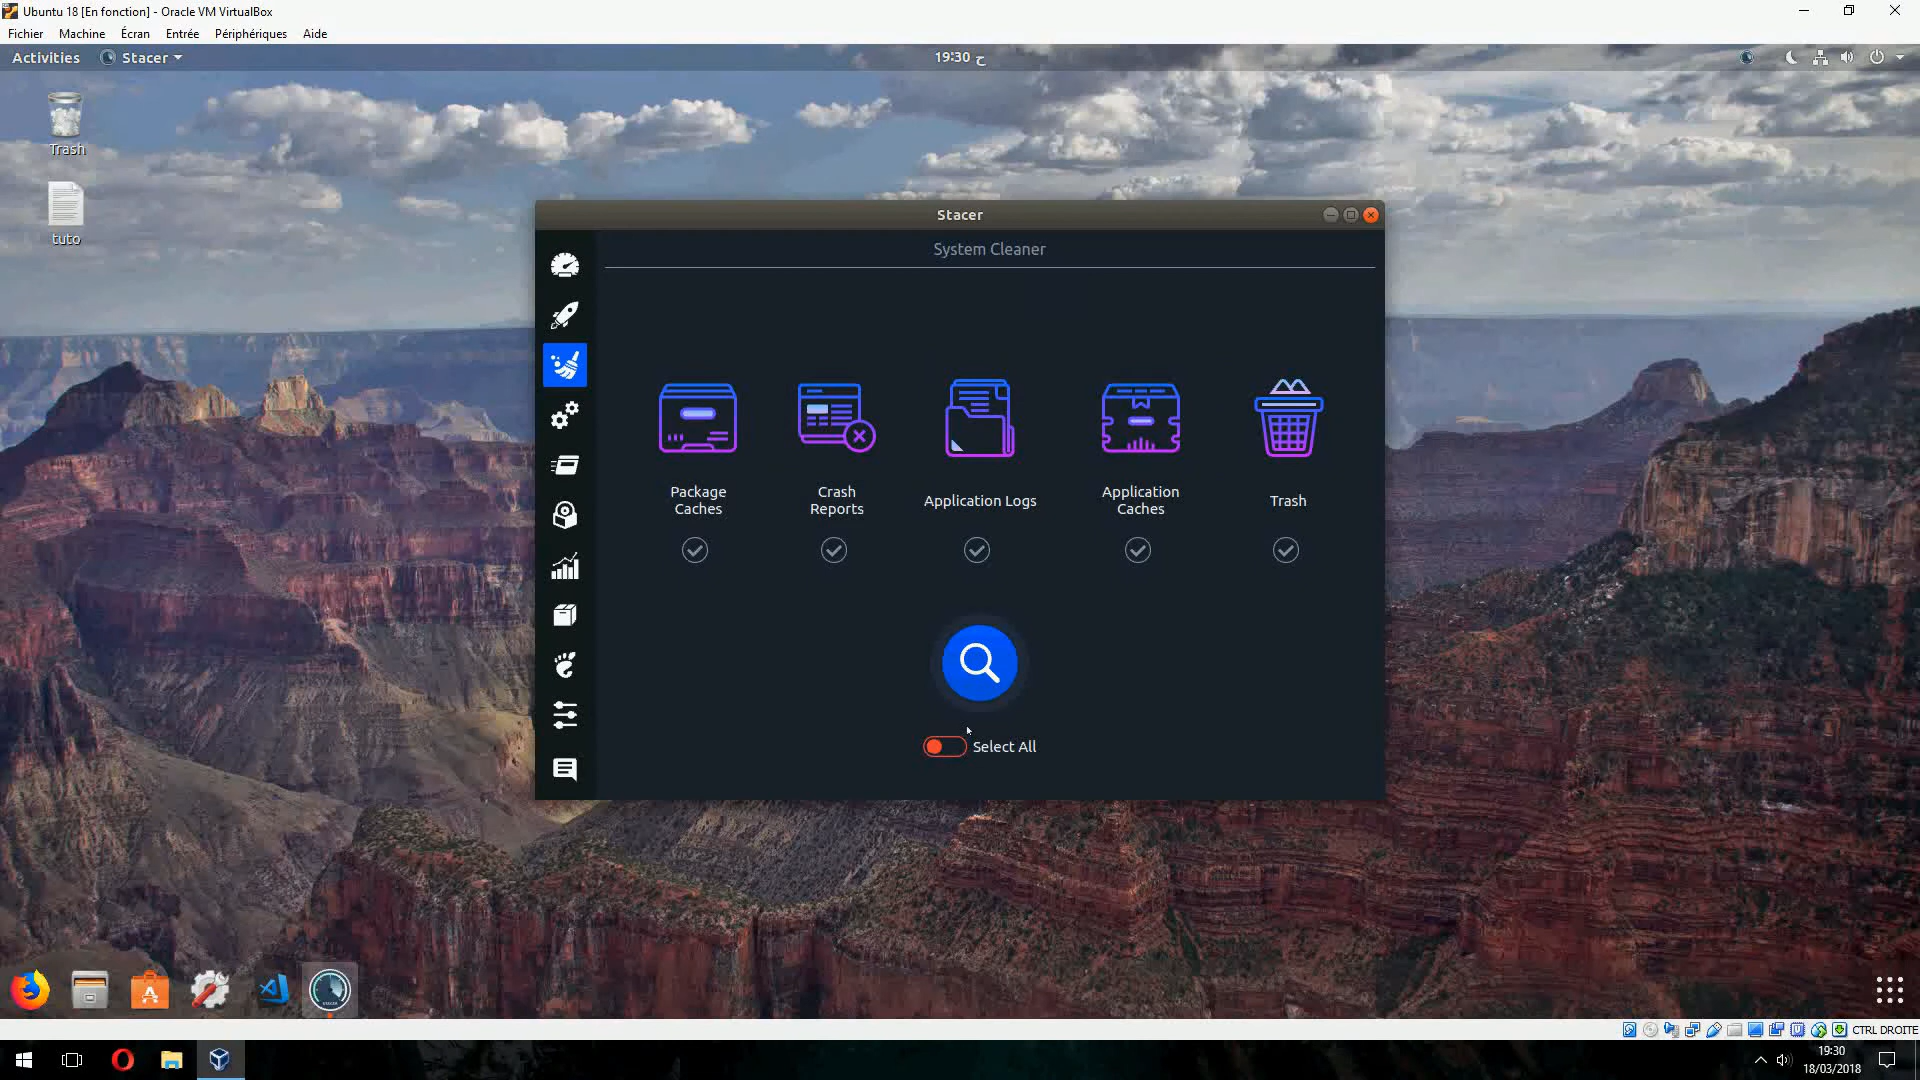 Ubuntu 18 [En fonction] - Oracle VM VirtualBox
Fichier Machine Écran Entrée Périphériques Aide
Activities Stacer 19:30 ح
Trash
tuto
Stacer
System Cleaner
Package Caches
Crash Reports
Application Logs
Application Caches
Trash
Select All
CTRL DROITE
19:30
18/03/2018